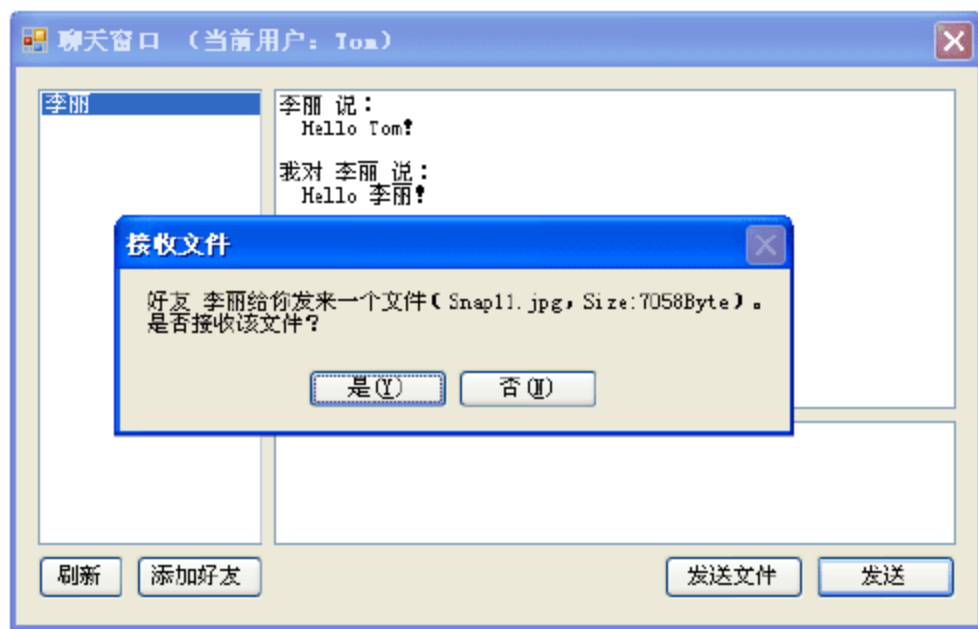 聊天窗口 （当前用户：Tom）
李丽
李丽 说：
Hello Tom!
我对 李丽 说：
Hello 李丽!
接收文件
好友 李丽给你发来一个文件(Snap11.jpg,Size:7058Byte)。
是否接收该文件?
是(Y)
否(N)
刷新
添加好友
发送文件
发送